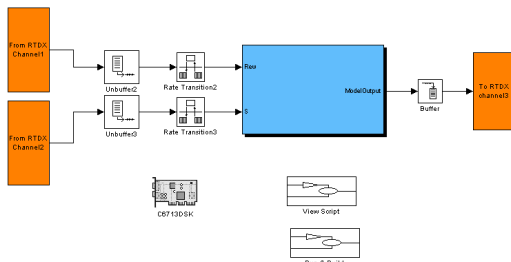 From RTDX
Channel1
Unbuffer2
Rate Transition2
Rew
ModelOutput
Buffer
To RTDX
channel3
From RTDX
Channel2
Unbuffer3
Rate Transition3
S
C6713DSK
View Script